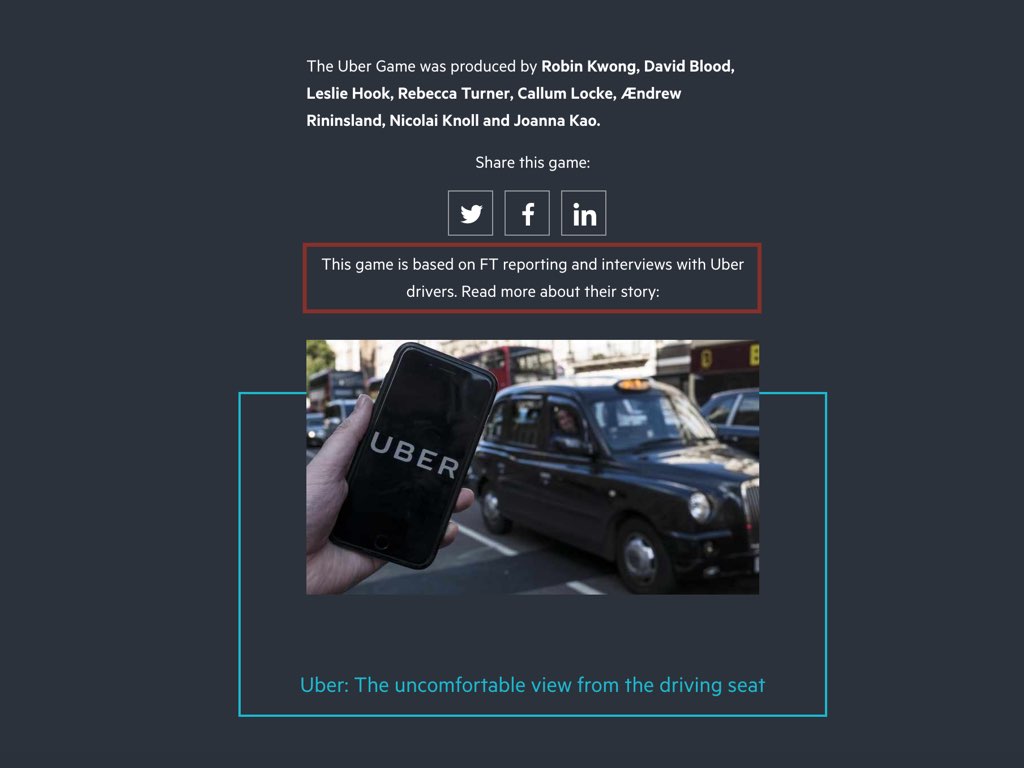 The Uber Game was produced by Robin Kwong, David Blood,
Leslie Hook, Rebecca Turner, Callum Locke, Ændrew
Rininsland, Nicolai Knoll and Joanna Kao.
Share this game:
This game is based on FT reporting and interviews with Uber
drivers. Read more about their story:
UBER
Uber: The uncomfortable view from the driving seat